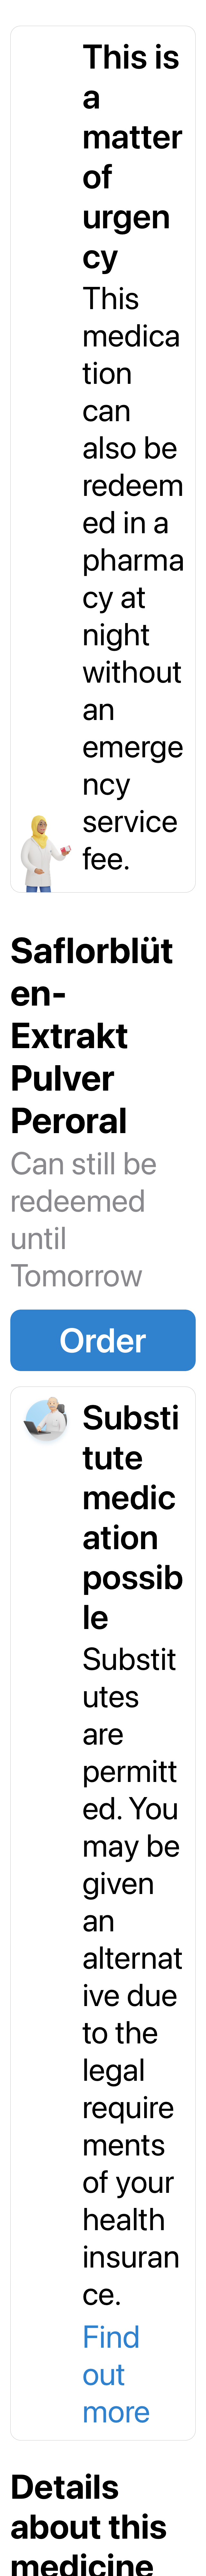 This is
a
matter
of
urgen
cy
This
medica
tion
can
also be
redeem
ed in a
pharma
cy at
night
without
an
emerge
ncy
service
fee.
Saflorblüt
en-
Extrakt
Pulver
Peroral
Can still be
redeemed
until
Tomorrow
Order
Substi
tute
medic
ation
possib
le
Substit
utes
are
permitt
ed. You
may be
given
an
alternat
ive due
to the
legal
require
ments
of your
health
insuran
ce.
Find
out
more
Details
about this
medicine